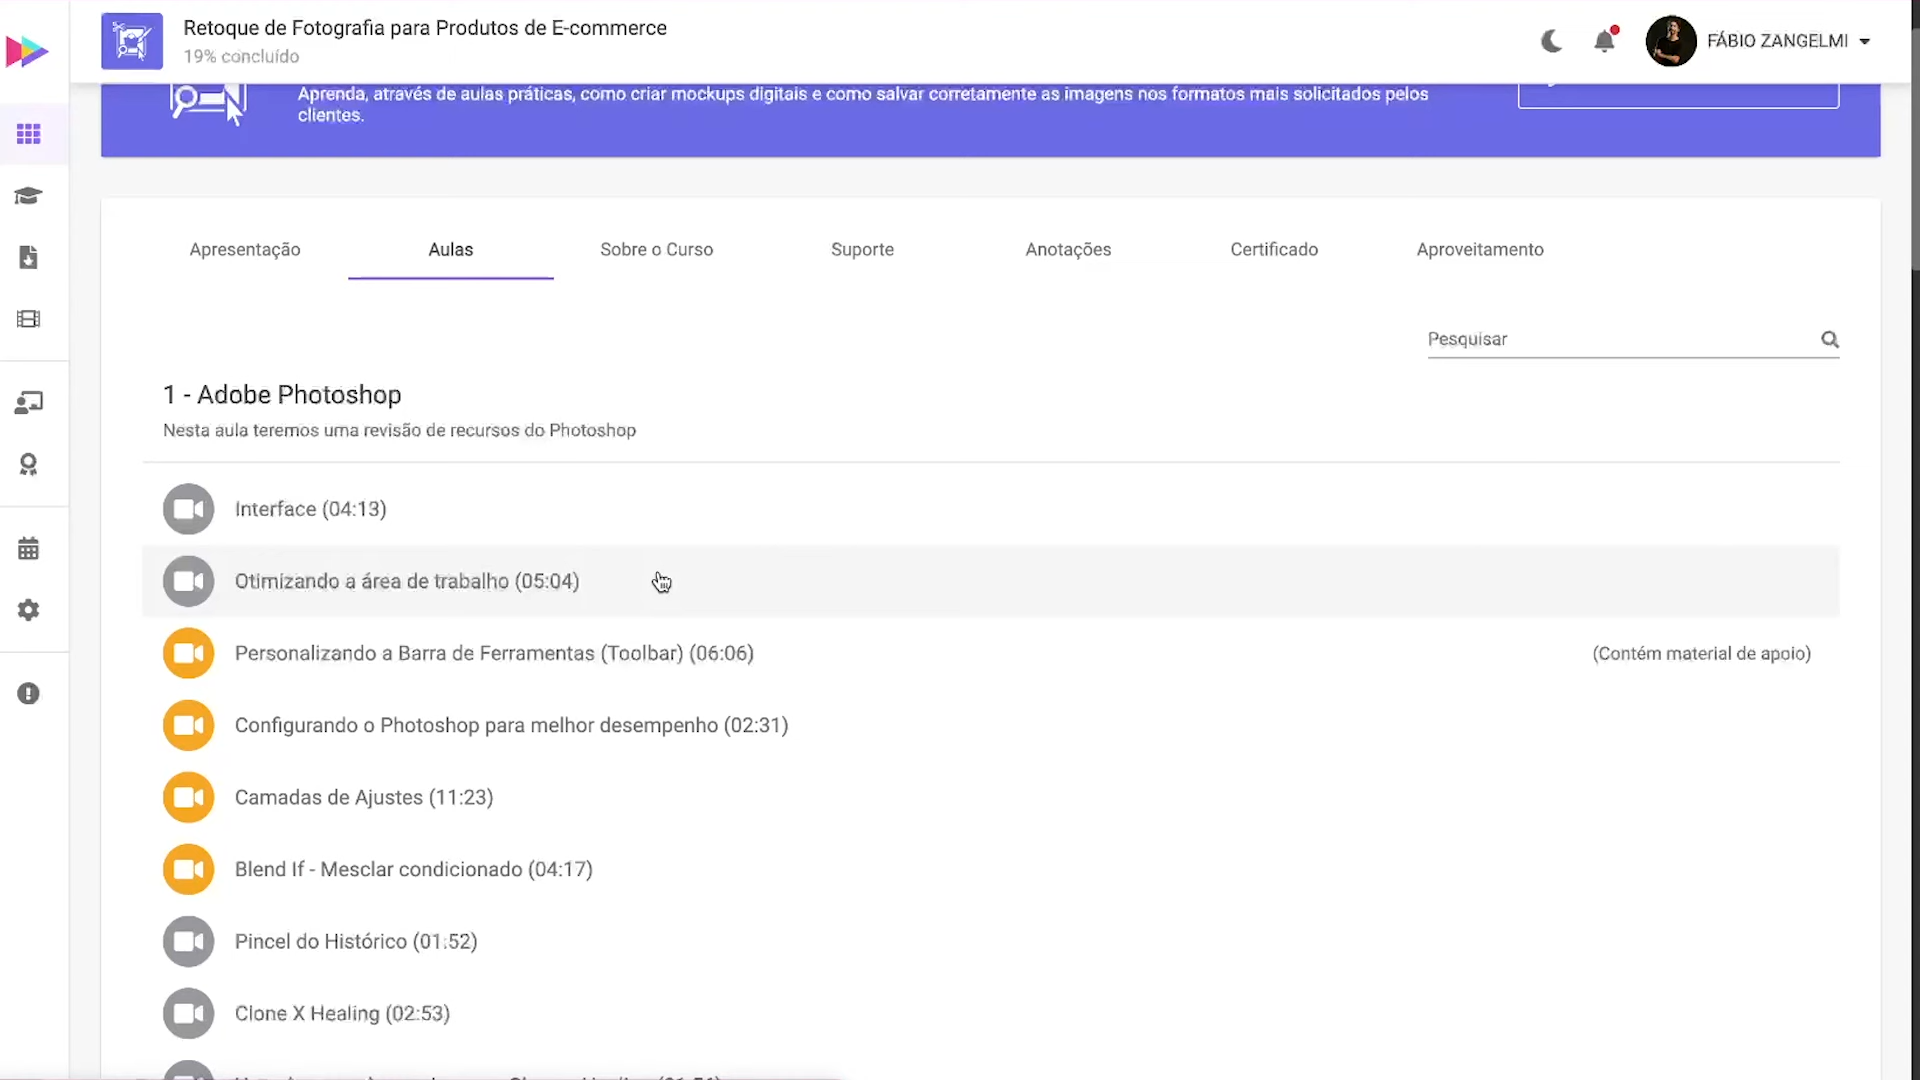 Retoque de Fotografia para Produtos de E-commerce
19% concluído
FÁBIO ZANGELMI
Aprenda, através de aulas práticas, como criar mockups digitais e como salvar corretamente as imagens nos formatos mais solicitados pelos
clientes.
Apresentação
Aulas
Sobre o Curso
Suporte
Anotações
Certificado
Aproveitamento
Pesquisar
1 - Adobe Photoshop
Nesta aula teremos uma revisão de recursos do Photoshop
Interface (04:13)
Otimizando a área de trabalho (05:04)
Personalizando a Barra de Ferramentas (Toolbar) (06:06)
(Contém material de apoio)
Configurando o Photoshop para melhor desempenho (02:31)
Camadas de Ajustes (11:23)
Blend If - Mesclar condicionado (04:17)
Pincel do Histórico (01:52)
Clone X Healing (02:53)